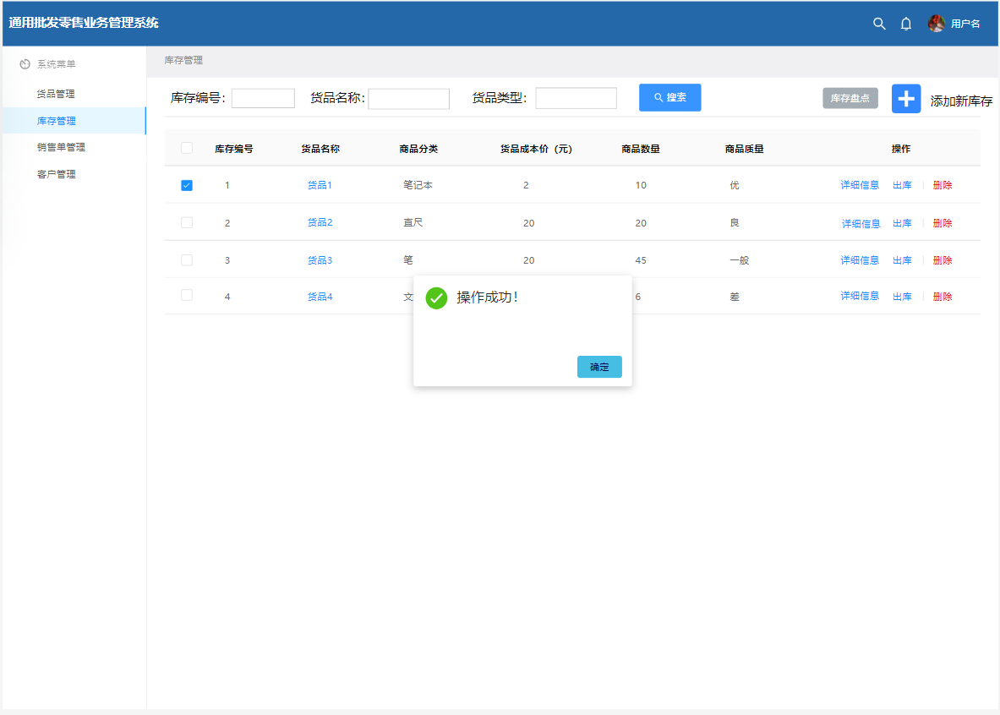 通用批发零售业务管理系统
用户名
系统菜单
货品管理
库存管理
销售单管理
客户管理
库存管理
库存编号: 货品名称: 货品类型: 搜索 库存盘点 添加新库存
库存编号 货品名称 商品分类 货品成本价（元） 商品数量 商品质量 操作
1 货品1 笔记本 2 10 优 详细信息 出库 删除
2 货品2 直尺 20 20 良 详细信息 出库 删除
3 货品3 笔 20 45 一般 详细信息 出库 删除
4 货品4 文 6 差 详细信息 出库 删除
操作成功!
确定